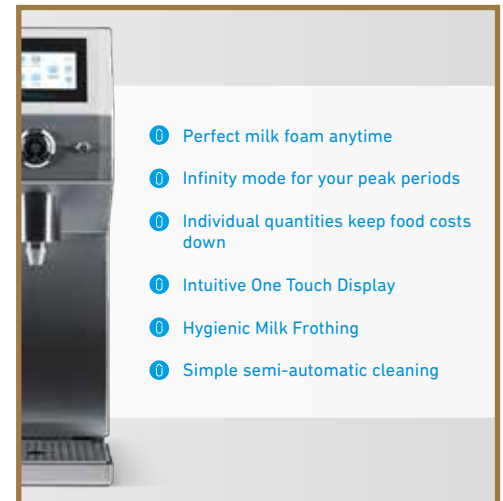 Perfect milk foam anytime
Infinity mode for your peak periods
Individual quantities keep food costs
down
Intuitive One Touch Display
Hygienic Milk Frothing
Simple semi-automatic cleaning